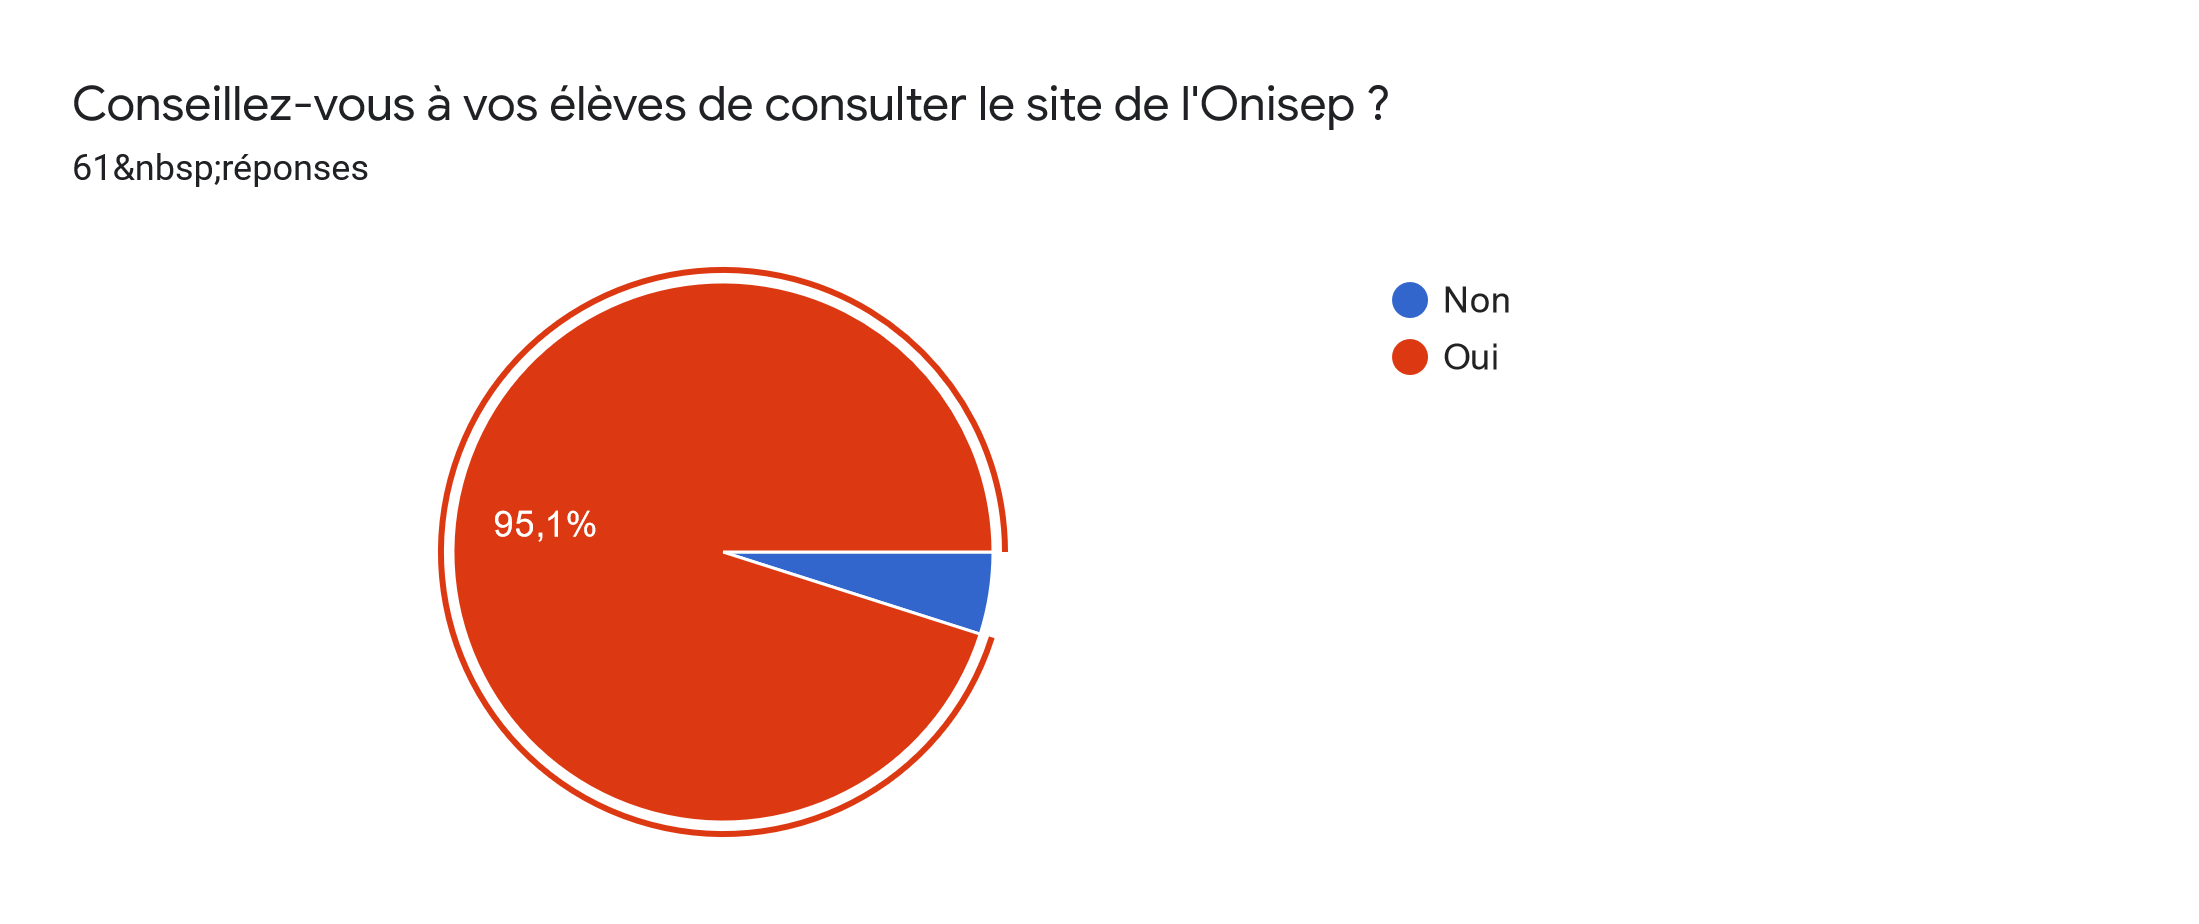 Conseillez-vous à vos élèves de consulter le site de l'Onisep ?
61&nbsp;réponses
Non
Oui
95,1%